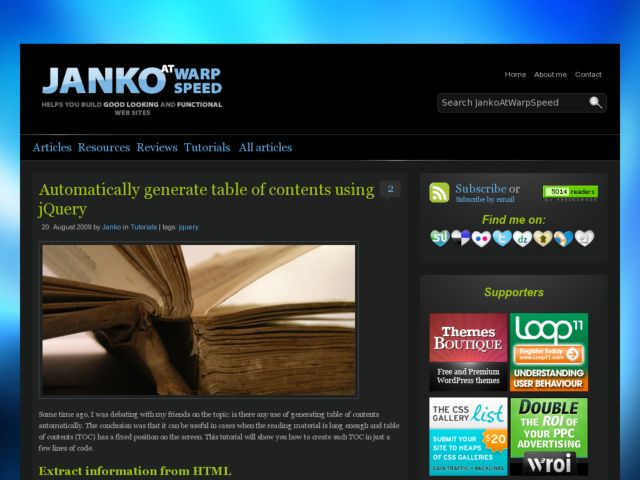 JANKO AT WARP SPEED
HELPS YOU BUILD GOOD LOOKING AND FUNCTIONAL
WEB SITES
Home About me Contact
Search JankoAtWarpSpeed
Articles Resources Reviews Tutorials All articles
Automatically generate table of contents using
jQuery
2
20. August 2009 by Janko in Tutorials | tags: jquery
Some time ago, I was debating with my friends on the topic: is there any use of generating table of contents
automatically. The conclusion was that it can be useful in cases when the reading material is long enough and table
of contents (TOC) has a fixed position on the screen. This tutorial will show you how to create such TOC in just a
few lines of code.
Extract information from HTML
Subscribe or
Subscribe by email
5014 readers
BY FEEDBURNER
Find me on:
Supporters
Themes
BOUTIQUE
Free and Premium
WordPress themes
Loop11
Register Today
www.Loop11.com
UNDERSTANDING
USER BEHAVIOUR
THE CSS
GALLERY list
SUBMIT YOUR
SITE TO HEAPS
OF CSS GALLERIES
$20
GAIN TRAFFIC + BACKLINKS
DOUBLE
THE ROI OF
YOUR PPC
ADVERTISING
wroi